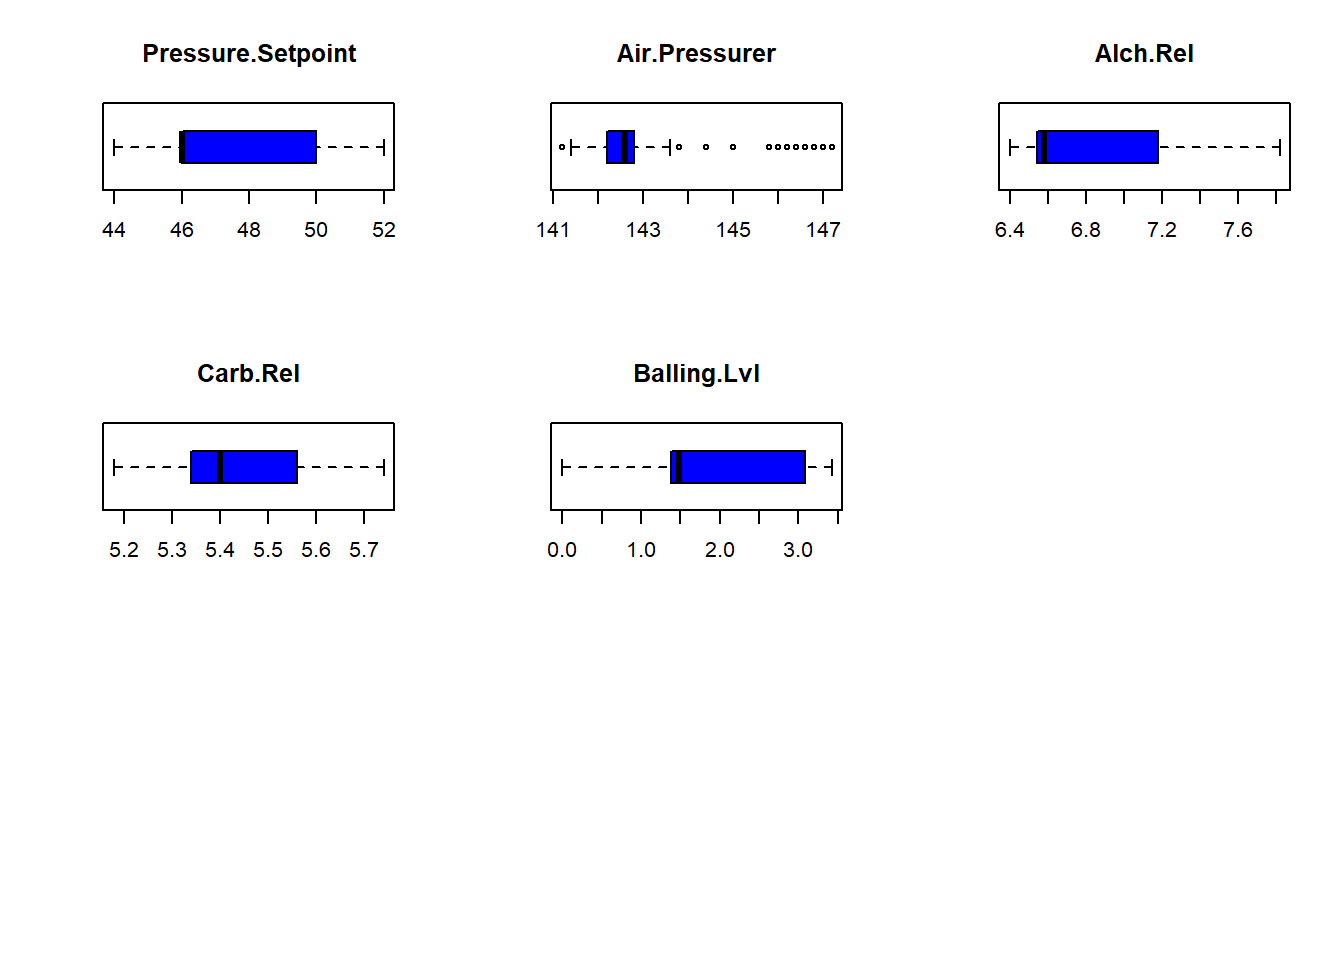 Pressure.Setpoint
44 46 48 50 52
Air.Pressurer
141 143 145 147
Alch.Rel
6.4 6.8 7.2 7.6
Carb.Rel
5.2 5.3 5.4 5.5 5.6 5.7
Balling.Lvl
0.0 1.0 2.0 3.0